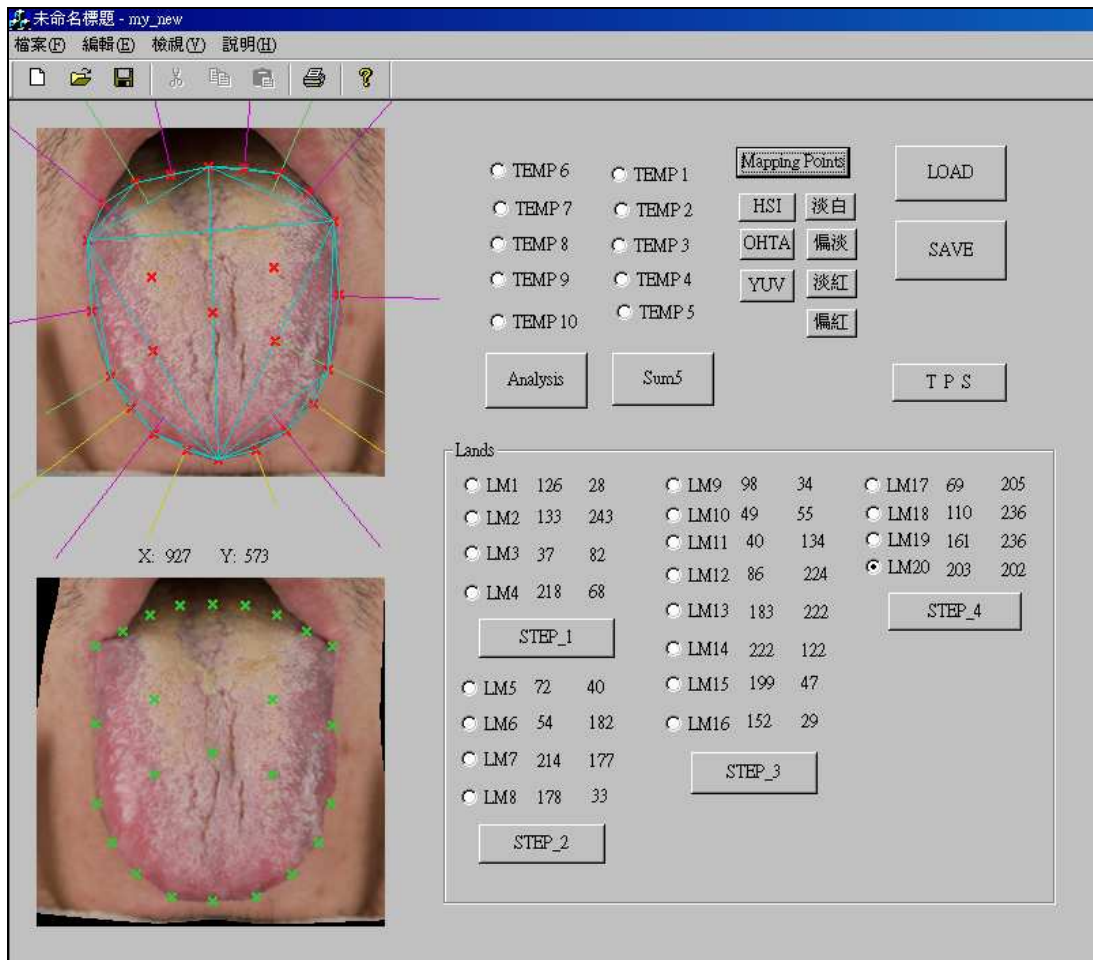 未命名標題 - my_new
檔案(F) 編輯(E) 檢視(V) 說明(H)
TEMP 6 TEMP 1 Mapping Points LOAD
TEMP 7 TEMP 2 HSI 淡白
TEMP 8 TEMP 3 OHTA 偏淡 SAVE
TEMP 9 TEMP 4 YUV 淡紅
TEMP 10 TEMP 5 偏紅
Analysis Sum5 T P S
X: 927 Y: 573
Lands
LM1 126 28
LM2 133 243
LM3 37 82
LM4 218 68
STEP_1
LM5 72 40
LM6 54 182
LM7 214 177
LM8 178 33
STEP_2
LM9 98 34
LM10 49 55
LM11 40 134
LM12 86 224
LM13 183 222
LM14 222 122
LM15 199 47
LM16 152 29
STEP_3
LM17 69 205
LM18 110 236
LM19 161 236
LM20 203 202
STEP_4